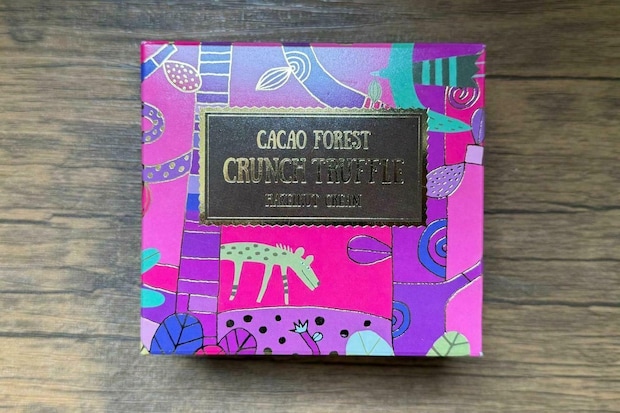 CACAO FOREST
CRUNCH TRUFFLE
HAZELNUT CREAM